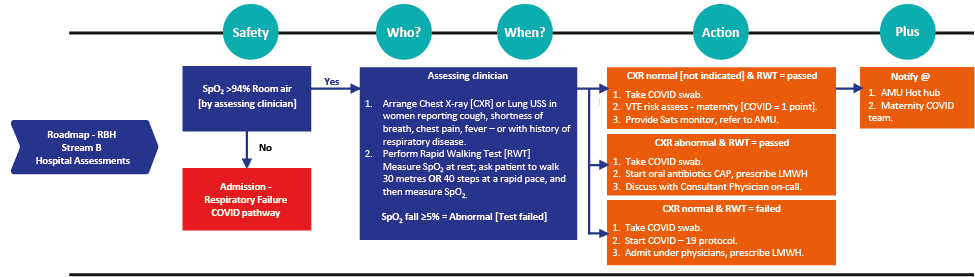 Safety
Who?
When?
Action
Plus
Roadmap - RBH
Stream B
Hospital Assessments
SpO₂ >94% Room air
[by assessing clinician]
Yes
No
Admission -
Respiratory Failure
COVID pathway
Assessing clinician
1. Arrange Chest X-ray [CXR] or Lung USS in
women reporting cough, shortness of
breath, chest pain, fever – or with history of
respiratory disease.
2. Perform Rapid Walking Test [RWT]
Measure SpO₂ at rest; ask patient to walk
30 metres OR 40 steps at a rapid pace, and
then measure SpO₂.
SpO₂ fall ≥5% = Abnormal [Test failed]
CXR normal [not indicated] & RWT = passed
1. Take COVID swab.
2. VTE risk assess - maternity [COVID = 1 point].
3. Provide Sats monitor, refer to AMU.
CXR abnormal & RWT = passed
1. Take COVID swab.
2. Start oral antibiotics CAP, prescribe LMWH
3. Discuss with Consultant Physician on-call.
CXR normal & RWT = failed
1. Take COVID swab.
2. Start COVID – 19 protocol.
3. Admit under physicians, prescribe LMWH.
Notify @
1. AMU Hot hub
2. Maternity COVID
team.